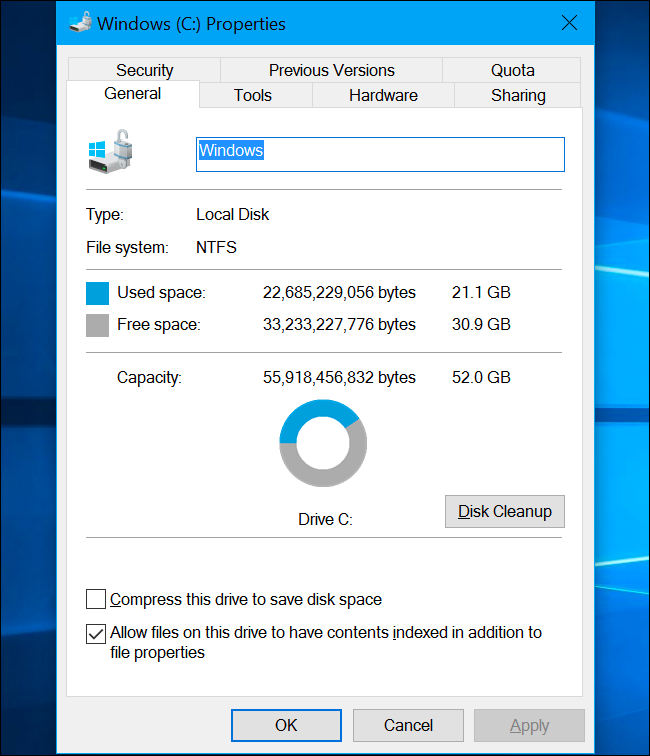 Windows (C:) Properties
Security Previous Versions Quota
General Tools Hardware Sharing
Windows
Type: Local Disk
File system: NTFS
Used space: 22,685,229,056 bytes 21.1 GB
Free space: 33,233,227,776 bytes 30.9 GB
Capacity: 55,918,456,832 bytes 52.0 GB
Drive C:
Disk Cleanup
Compress this drive to save disk space
Allow files on this drive to have contents indexed in addition to
file properties
OK Cancel Apply